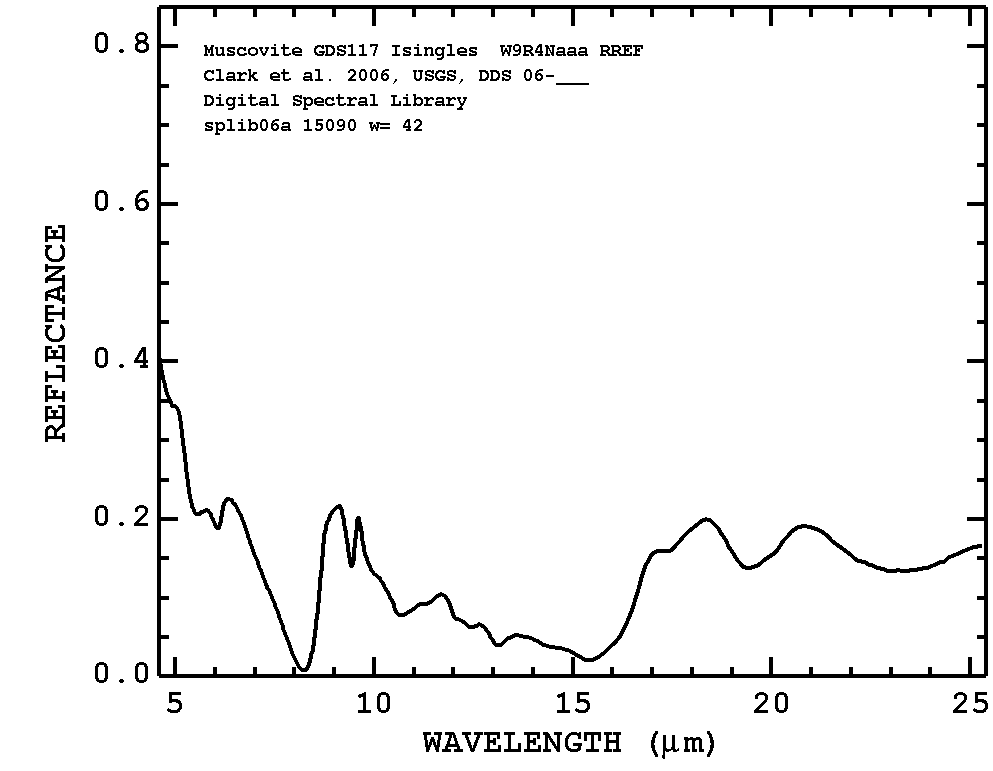 0.8
0.6
0.4
0.2
0.0
REFLECTANCE
Muscovite GDS117 Isingles  W9R4Naaa RREF
Clark et al. 2006, USGS, DDS 06-___
Digital Spectral Library
splib06a 15090 w= 42
5 10 15 20 25
WAVELENGTH (μm)